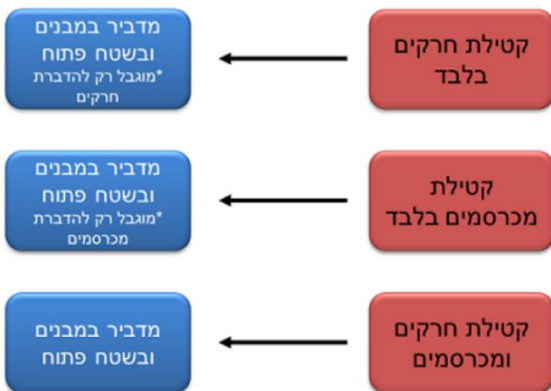 קטילת חרקים
בלבד
מדביר במבנים
ובשטח פתוח
*מוגבל רק להדברת
חרקים
קטילת
מכרסמים בלבד
מדביר במבנים
ובשטח פתוח
*מוגבל רק להדברת
מכרסמים
קטילת חרקים
ומכרסמים
מדביר במבנים
ובשטח פתוח